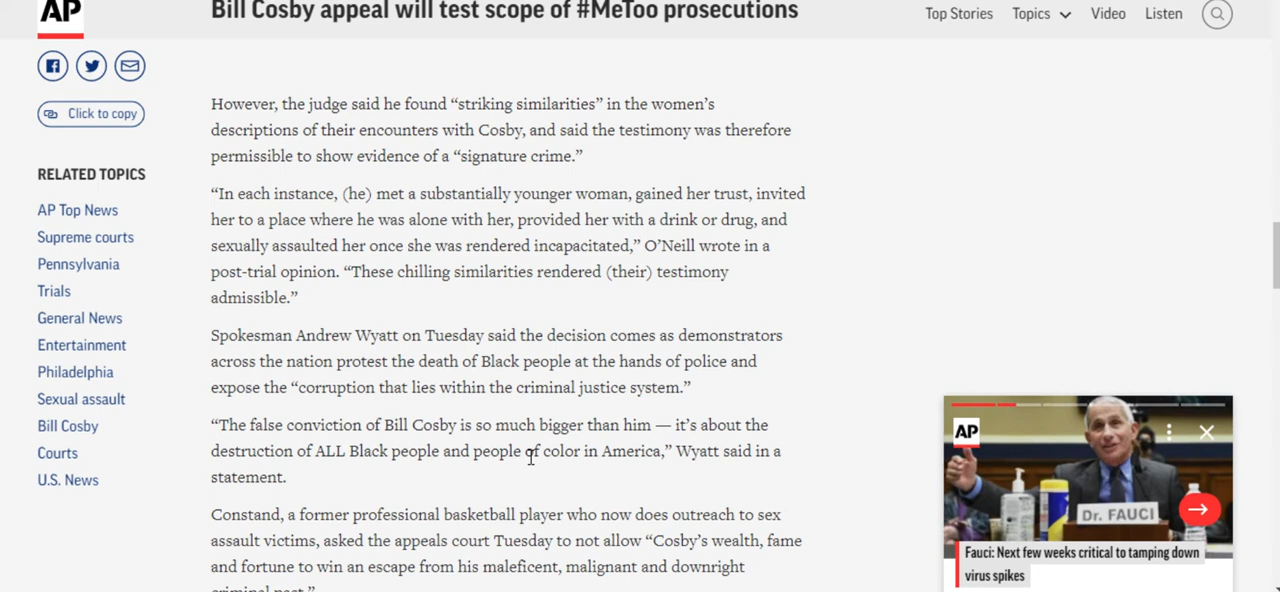 AP
Bill Cosby appeal will test scope of #MeToo prosecutions
Top Stories Topics Video Listen
Click to copy
RELATED TOPICS
AP Top News
Supreme courts
Pennsylvania
Trials
General News
Entertainment
Philadelphia
Sexual assault
Bill Cosby
Courts
U.S. News
However, the judge said he found “striking similarities” in the women’s
descriptions of their encounters with Cosby, and said the testimony was therefore
permissible to show evidence of a “signature crime.”
“In each instance, (he) met a substantially younger woman, gained her trust, invited
her to a place where he was alone with her, provided her with a drink or drug, and
sexually assaulted her once she was rendered incapacitated,” O’Neill wrote in a
post-trial opinion. “These chilling similarities rendered (their) testimony
admissible.”
Spokesman Andrew Wyatt on Tuesday said the decision comes as demonstrators
across the nation protest the death of Black people at the hands of police and
expose the “corruption that lies within the criminal justice system.”
“The false conviction of Bill Cosby is so much bigger than him — it’s about the
destruction of ALL Black people and people of color in America,” Wyatt said in a
statement.
Constand, a former professional basketball player who now does outreach to sex
assault victims, asked the appeals court Tuesday to not allow “Cosby’s wealth, fame
and fortune to win an escape from his maleficent, malignant and downright
criminal past.”
AP
Dr. FAUCI
Fauci: Next few weeks critical to tamping down
virus spikes